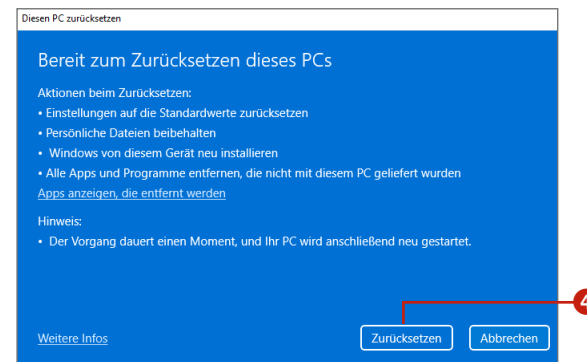 Diesen PC zurücksetzen
Bereit zum Zurücksetzen dieses PCs
Aktionen beim Zurücksetzen:
• Einstellungen auf die Standardwerte zurücksetzen
• Persönliche Dateien beibehalten
• Windows von diesem Gerät neu installieren
• Alle Apps und Programme entfernen, die nicht mit diesem PC geliefert wurden
Apps anzeigen, die entfernt werden
Hinweis:
• Der Vorgang dauert einen Moment, und Ihr PC wird anschließend neu gestartet.
4
Weitere Infos
Zurücksetzen
Abbrechen